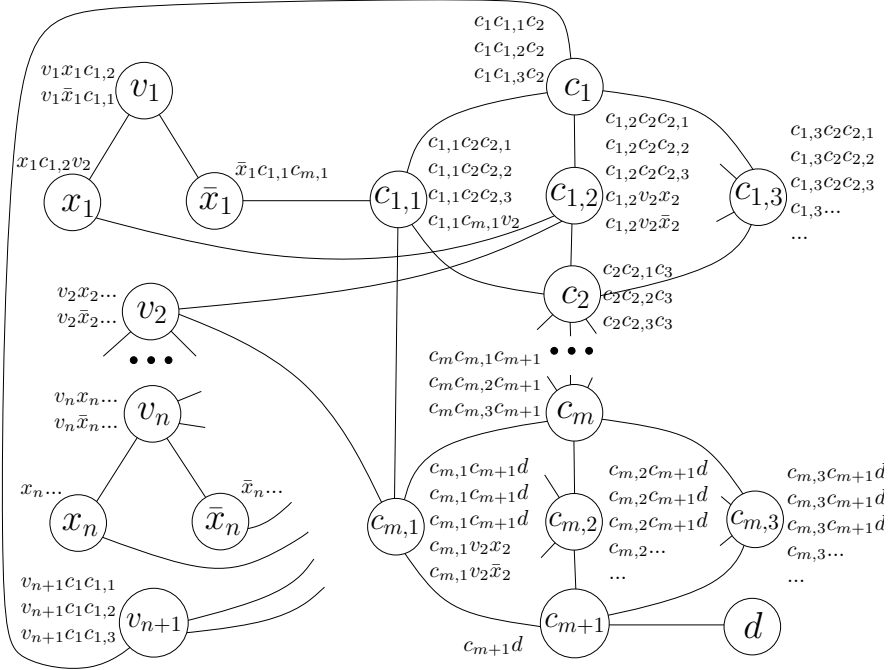 c₁c₁,₁c₂
c₁c₁,₂c₂
c₁c₁,₃c₂
c₁
v₁x₁c₁,₂
v₁x̄₁c₁,₁
v₁
x₁c₁,₂v₂
x₁
x̄₁c₁,₁cₘ,₁
x̄₁
c₁,₁
c₁,₁c₂c₂,₁
c₁,₁c₂c₂,₂
c₁,₁c₂c₂,₃
c₁,₁cₘ,₁v₂
c₁,₂
c₁,₂c₂c₂,₁
c₁,₂c₂c₂,₂
c₁,₂c₂c₂,₃
c₁,₂v₂x₂
c₁,₂v₂x̄₂
c₁,₃
c₁,₃c₂c₂,₁
c₁,₃c₂c₂,₂
c₁,₃c₂c₂,₃
c₁,₃...
...
v₂x₂...
v₂x̄₂...
v₂
c₂
c₂c₂,₁c₃
c₂c₂,₂c₃
c₂c₂,₃c₃
vₙxₙ...
vₙx̄ₙ...
vₙ
cₘcₘ,₁cₘ₊₁
cₘcₘ,₂cₘ₊₁
cₘcₘ,₃cₘ₊₁
cₘ
xₙ...
xₙ
x̄ₙ...
x̄ₙ
cₘ,₁
cₘ,₁cₘ₊₁d
cₘ,₁cₘ₊₁d
cₘ,₁cₘ₊₁d
cₘ,₁v₂x₂
cₘ,₁v₂x̄₂
cₘ,₂
cₘ,₂cₘ₊₁d
cₘ,₂cₘ₊₁d
cₘ,₂cₘ₊₁d
cₘ,₂...
...
cₘ,₃
cₘ,₃cₘ₊₁d
cₘ,₃cₘ₊₁d
cₘ,₃cₘ₊₁d
cₘ,₃...
...
vₙ₊₁c₁c₁,₁
vₙ₊₁c₁c₁,₂
vₙ₊₁c₁c₁,₃
vₙ₊₁
cₘ₊₁d
cₘ₊₁
d